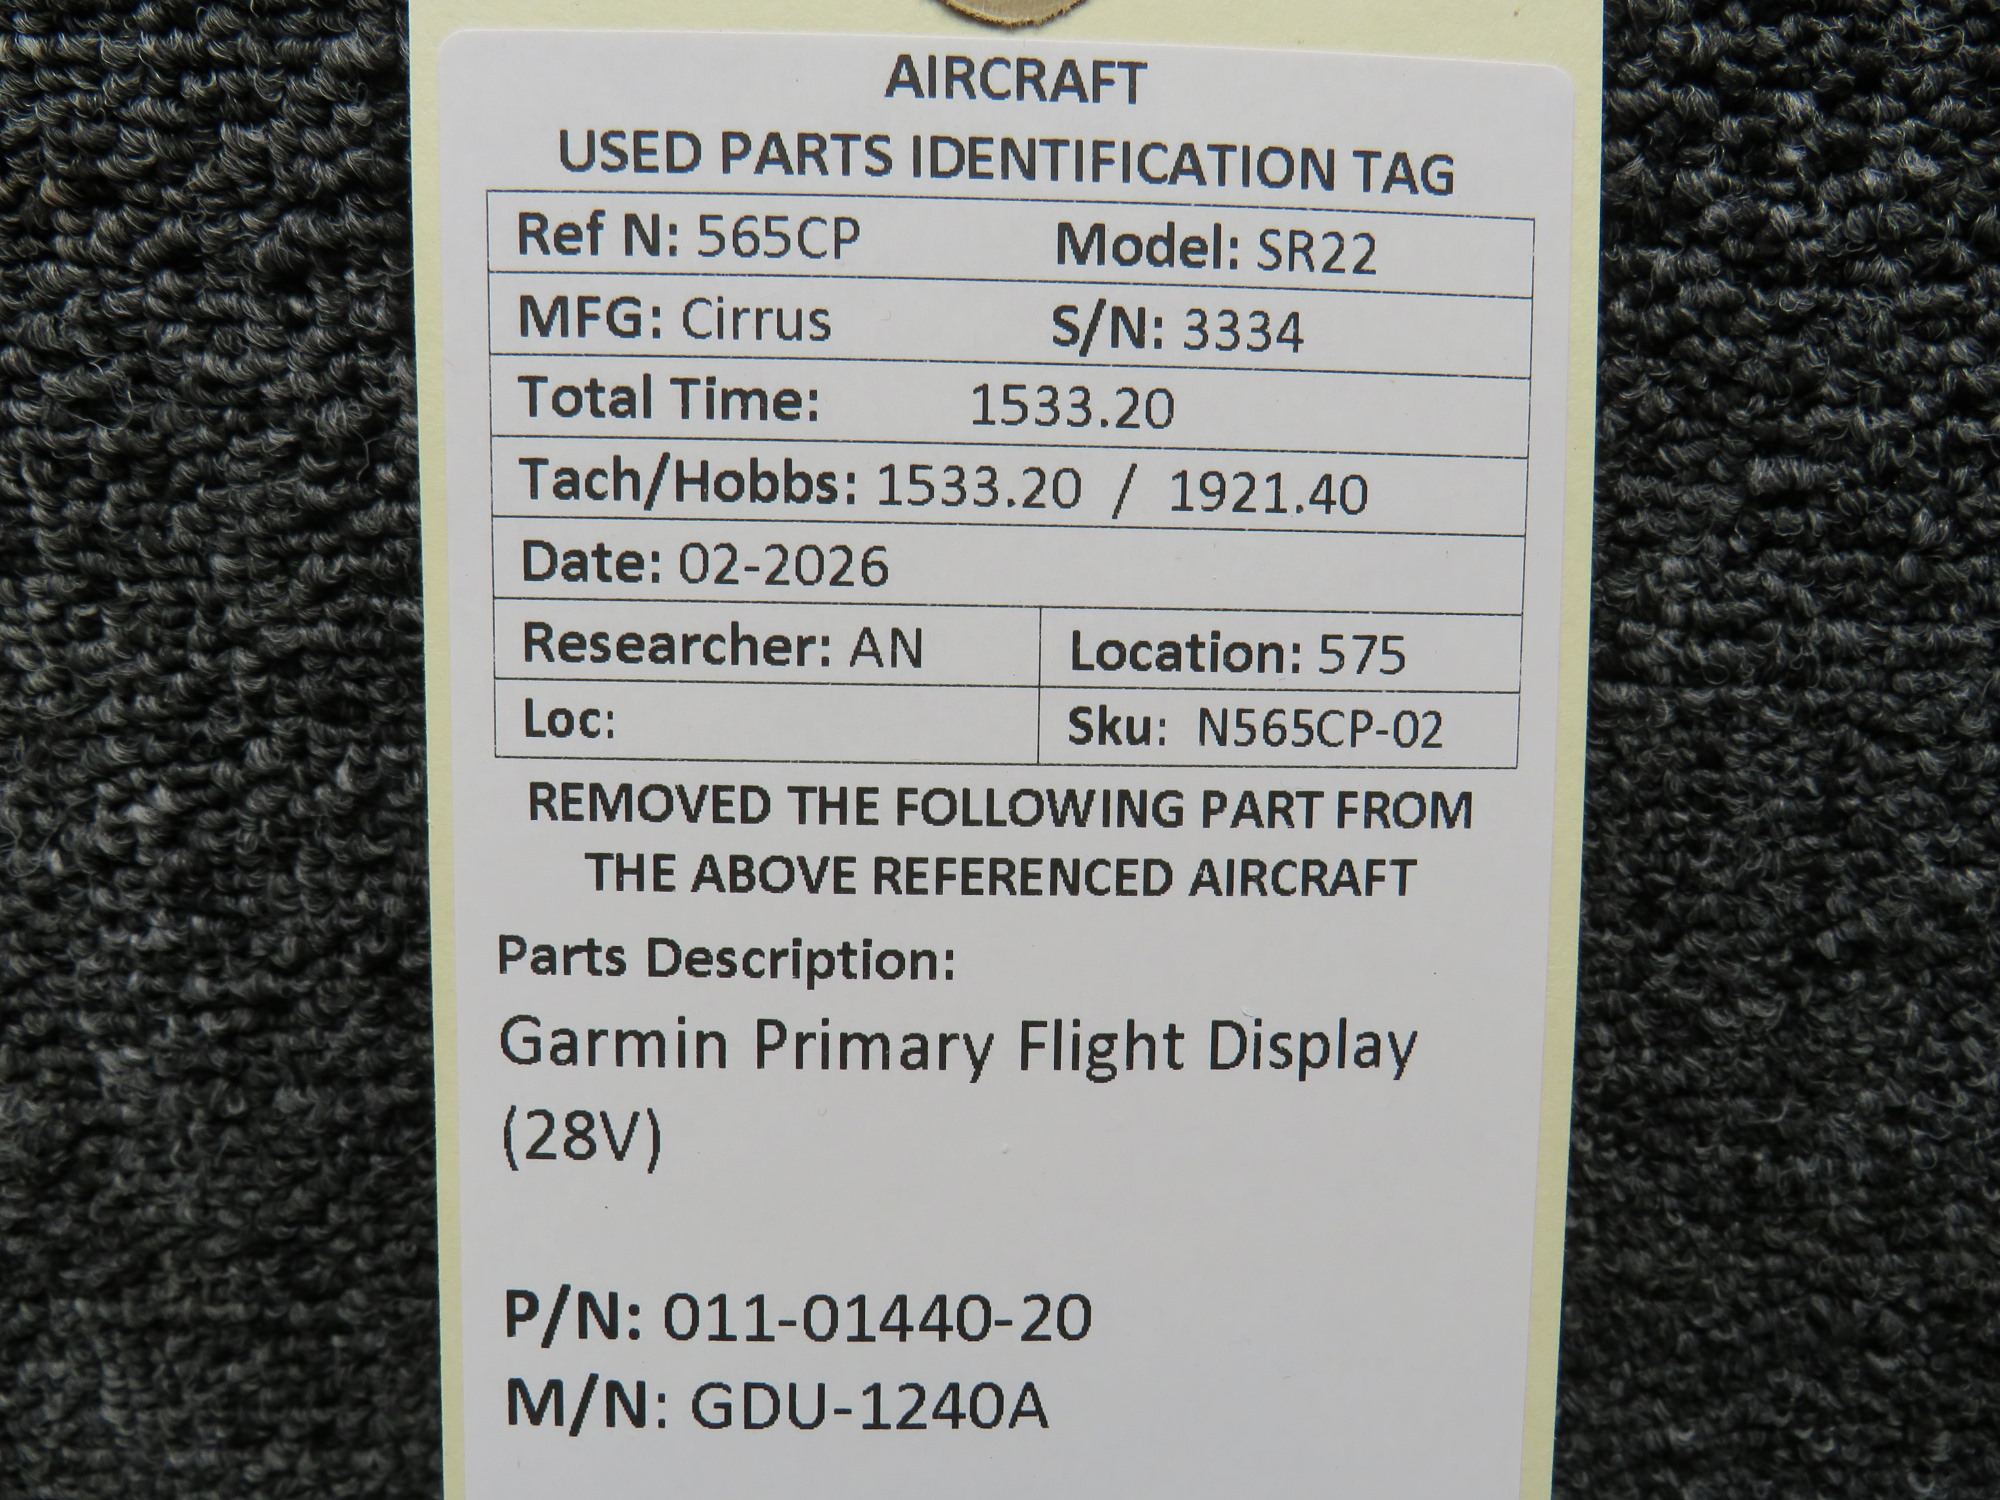 AIRCRAFT
USED PARTS IDENTIFICATION TAG
Ref N: 565CP Model: SR22
MFG: Cirrus S/N: 3334
Total Time: 1533.20
Tach/Hobbs: 1533.20 / 1921.40
Date: 02-2026
Researcher: AN Location: 575
Loc: Sku: N565CP-02
REMOVED THE FOLLOWING PART FROM
THE ABOVE REFERENCED AIRCRAFT
Parts Description:
Garmin Primary Flight Display
(28V)
P/N: 011-01440-20
M/N: GDU-1240A